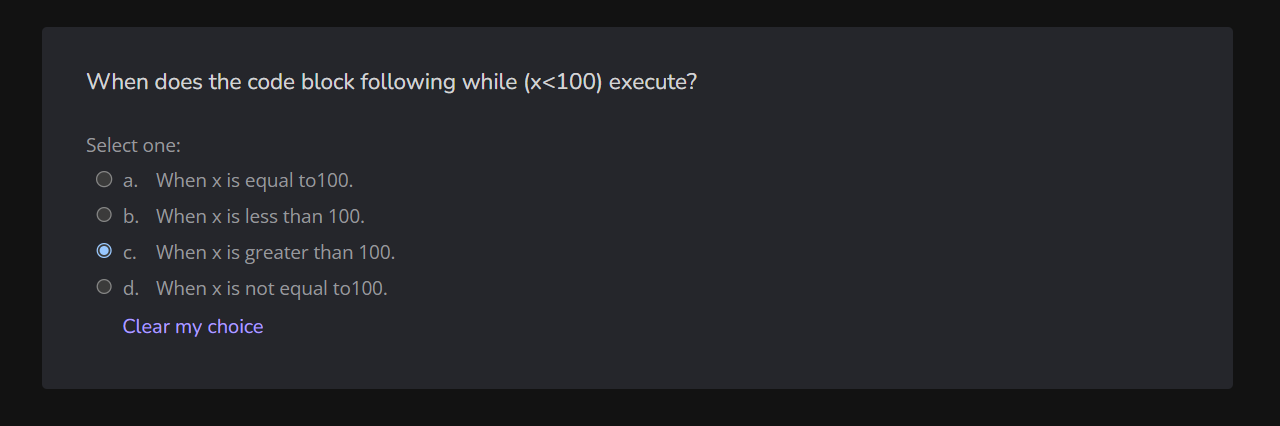 When does the code block following while (x<100) execute?
Select one:
a. When x is equal to100.
b. When x is less than 100.
c. When x is greater than 100.
d. When x is not equal to100.
Clear my choice